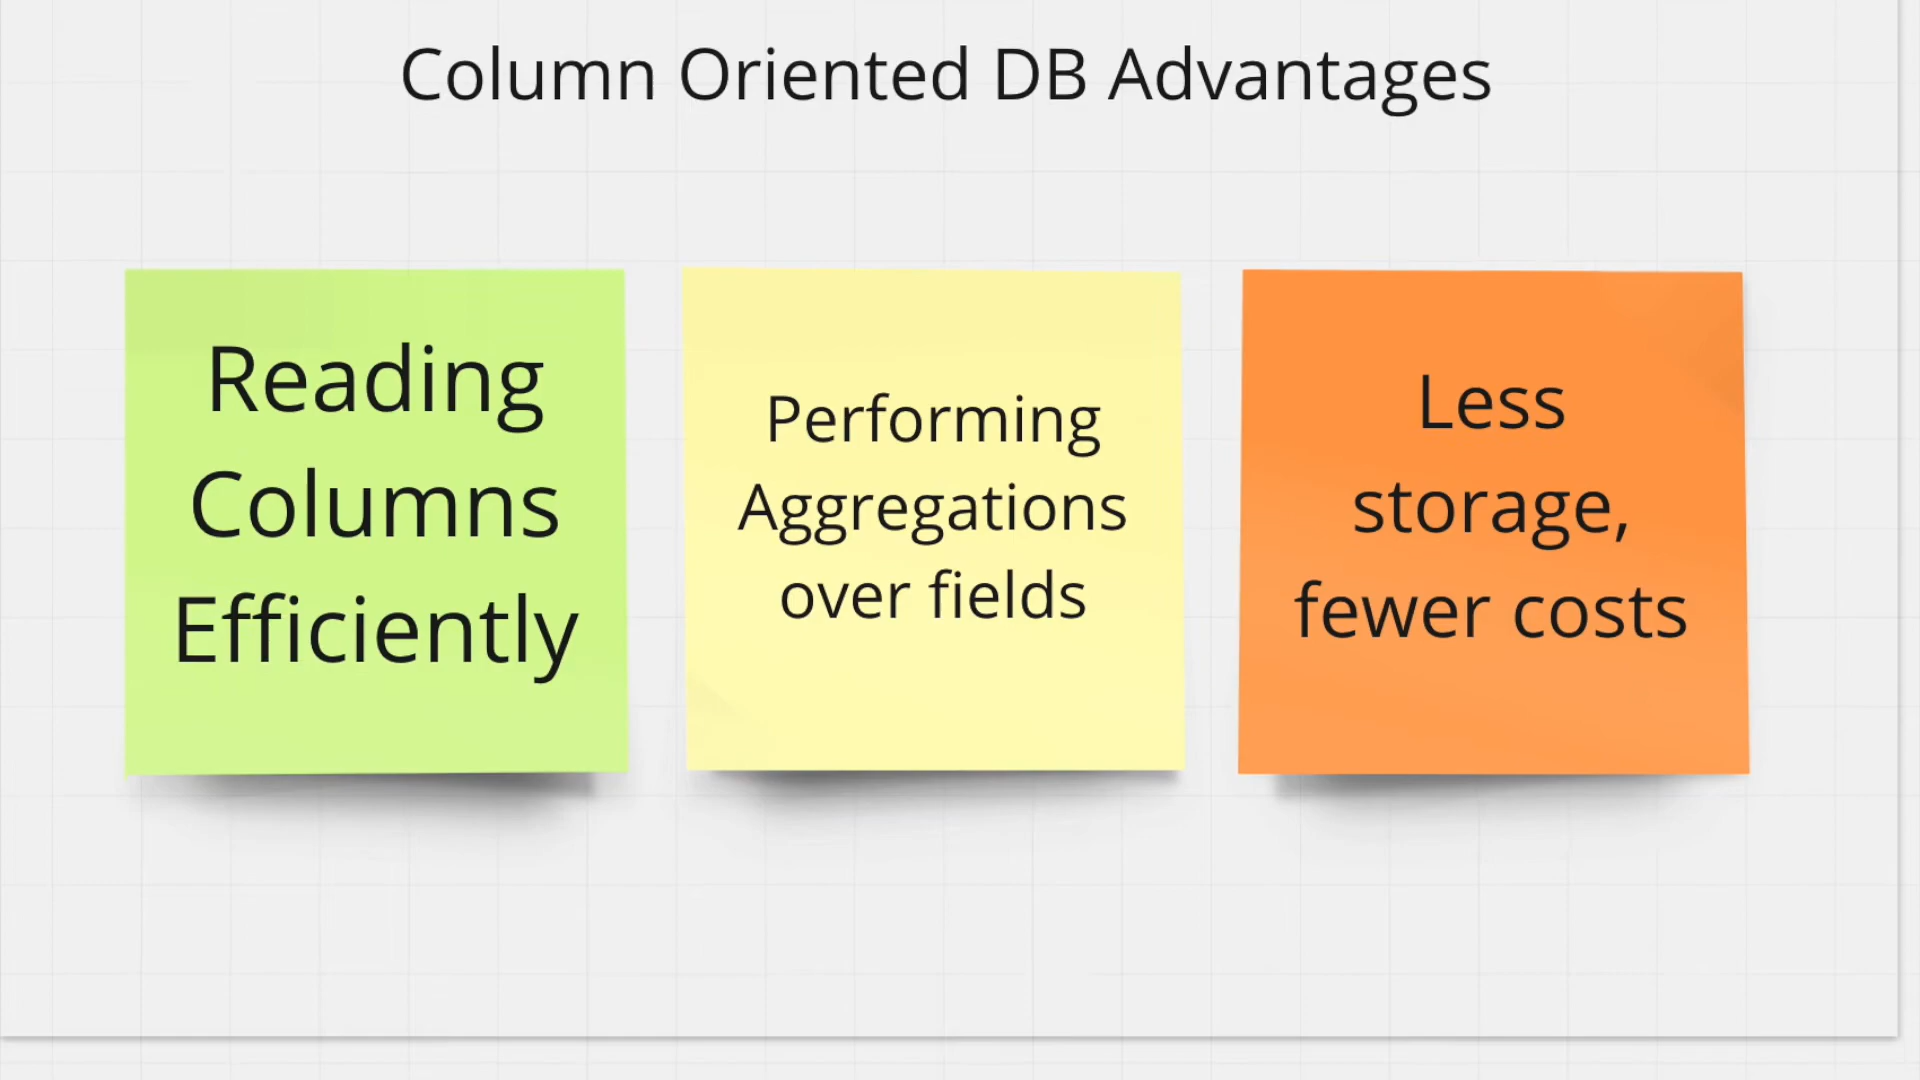 Column Oriented DB Advantages
Reading
Columns
Efficiently
Performing
Aggregations
over fields
Less
storage,
fewer costs